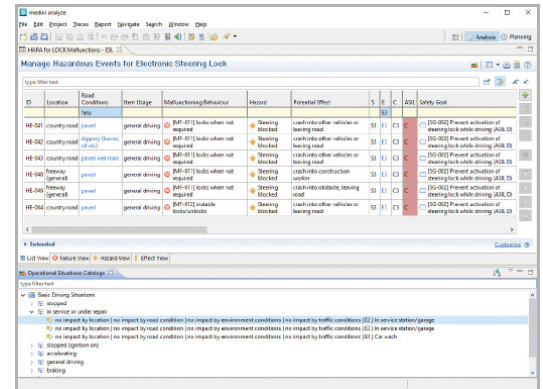 medini analyze
File Edit Project Traces Report Navigate Search Window Help
Analysis Planning
HARA for LOCK Malfunctions - ESL
Manage Hazardous Events for Electronic Steering Lock
type filter text
ID Location Road Conditions Item Usage Malfunctioning Behaviour Hazard Potential Effect S E C ASIL Safety Goal
?any E3
HE-041 country road paved general driving [MF-011] locks when not required Steering blocked crash into other vehicles or leaving road S3 E3 C3 C [SG-002] Prevent activation of steering lock while driving (ASIL D)
HE-042 country road slippery (leaves, oil etc) general driving [MF-011] locks when not required Steering blocked crash into other vehicles or leaving road S3 E3 C3 C [SG-002] Prevent activation of steering lock while driving (ASIL D)
HE-043 country road paved wet road general driving [MF-011] locks when not required Steering blocked crash into other vehicles or leaving road S3 E3 C3 C [SG-002] Prevent activation of steering lock while driving (ASIL D)
freeway (general) paved general driving [MF-011] locks when not required Steering blocked crash into construction worker S3 E3 C3 C [SG-002] Prevent activation of steering lock while driving (ASIL D)
HE-049 freeway (general) paved general driving [MF-011] locks when not required Steering blocked crash into obstacle, leaving road S3 E3 C3 C [SG-002] Prevent activation of steering lock while driving (ASIL D)
HE-054 country road paved general driving [MF-012] instable locks/unlocks Steering blocked crash into other vehicles or leaving road S3 E3 C3 C [SG-002] Prevent activation of steering lock while driving (ASIL D)
Extended Customize
List View Failure View Hazard View Effect View
Operational Situations Catalogs
type filter text
Basic Driving Situations
stopped
in service or under repair
no impact by location | no impact by road condition | no impact by environment conditions | no impact by traffic conditions |E2 | In service station/garage
no impact by location | no impact by road condition | no impact by environment conditions | no impact by traffic conditions |E2 | In service station/garage
no impact by location | no impact by road condition | no impact by environment conditions | no impact by traffic conditions |E3 | Car wash
stopped (ignition on)
accelerating
general driving
braking